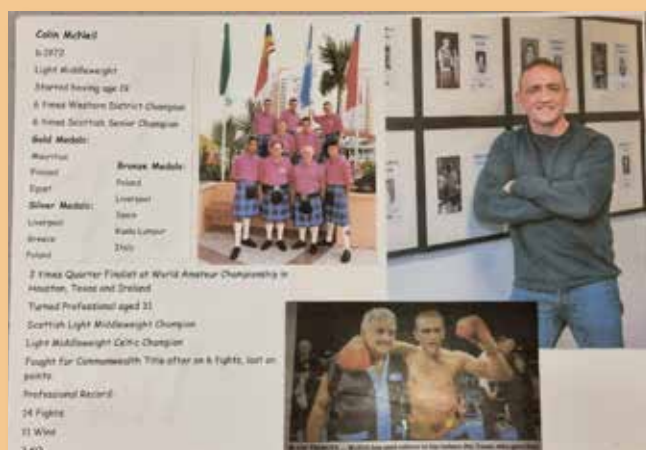 Colin McNeil
b.1972
Light Middleweight
Started boxing age
6 times Western District Champion
6 times Scottish Senior Champion
Gold Medals:
Mauritius
Finland
Egypt
Silver Medals:
Liverpool
Greece
Poland
Bronze Medals:
Poland
Liverpool
Spain
Kuala Lumpur
Italy
2 times Quarter Finalist at World Amateur Championship in
Houston, Texas and Ireland
Turned Professional aged 31
Scottish Light Middleweight Champion
Light Middleweight Celtic Champion
Fought for Commonwealth Title after on 6 fights, lost on
points.
Professional Record:
14 Fights
11 Wins